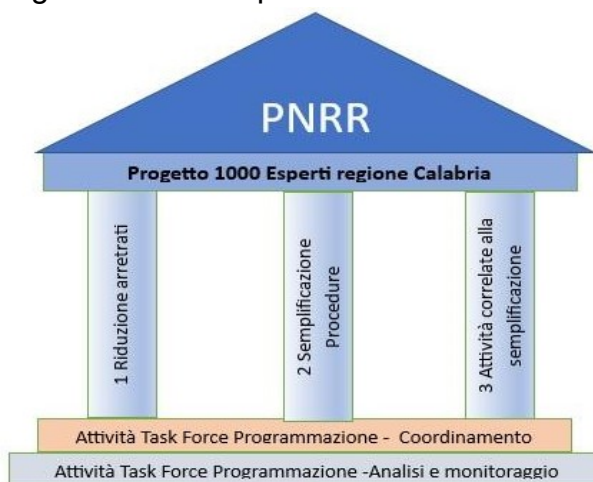 PNRR
Progetto 1000 Esperti regione Calabria
1 Riduzione arretrati
2 Semplificazione
Procedure
3 Attività correlate alla
semplificazione
Attività Task Force Programmazione - Coordinamento
Attività Task Force Programmazione -Analisi e monitoraggio